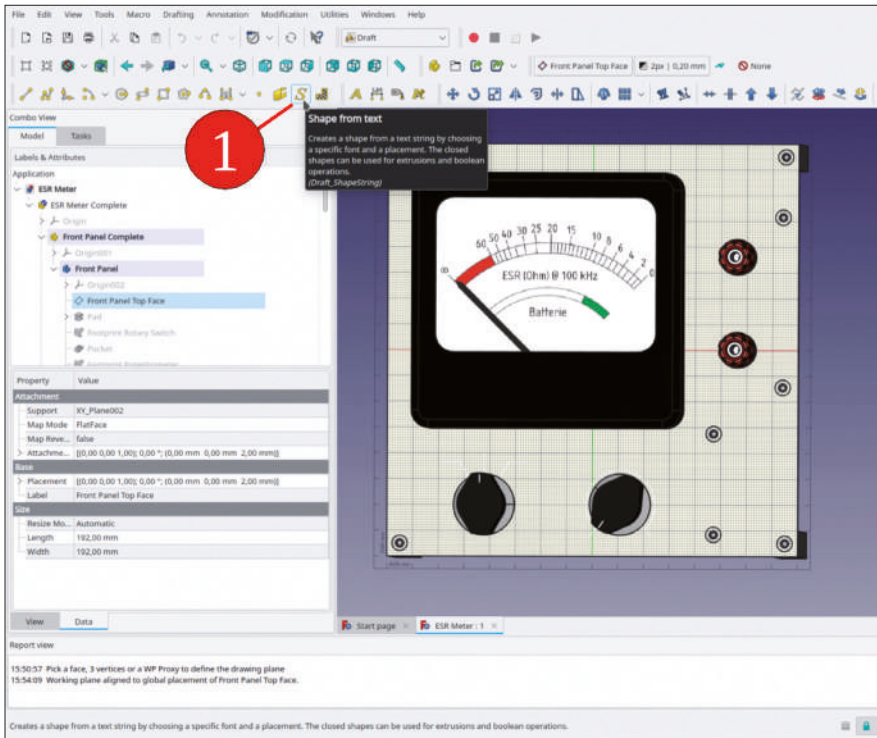 File Edit View Tools Macro Drafting Annotation Modification Utilities Windows Help
Draft
Front Panel Top Face 2px | 0,20 mm None
Combo View
Model Tasks
Labels & Attributes
Application
ESR Meter
ESR Meter Complete
Origin
Front Panel Complete
Origin001
Front Panel
Origin002
Front Panel Top Face
Pad
Footprint Rotary Switch
Pocket
1
Shape from text
Creates a shape from a text string by choosing
a specific font and a placement. The closed
shapes can be used for extrusions and boolean
operations.
(Draft_ShapeString)
∞ 60 50 40 30 25 20 15 10 8 6 4 2 0
ESR (Ohm) @ 100 kHz
Batterie
Property Value
Attachment
Support XY_Plane002
Map Mode FlatFace
Map Reve... false
Attachme... [(0,00 0,00 1,00); 0,00 °; (0,00 mm 0,00 mm 2,00 mm)]
Base
Placement [(0,00 0,00 1,00); 0,00 °; (0,00 mm 0,00 mm 2,00 mm)]
Label Front Panel Top Face
Size
Resize Mo... Automatic
Length 192,00 mm
Width 192,00 mm
View Data
Start page ESR Meter : 1
Report view
15:50:57 Pick a face, 3 vertices or a WP Proxy to define the drawing plane
15:54:09 Working plane aligned to global placement of Front Panel Top Face.
Creates a shape from a text string by choosing a specific font and a placement. The closed shapes can be used for extrusions and boolean operations.